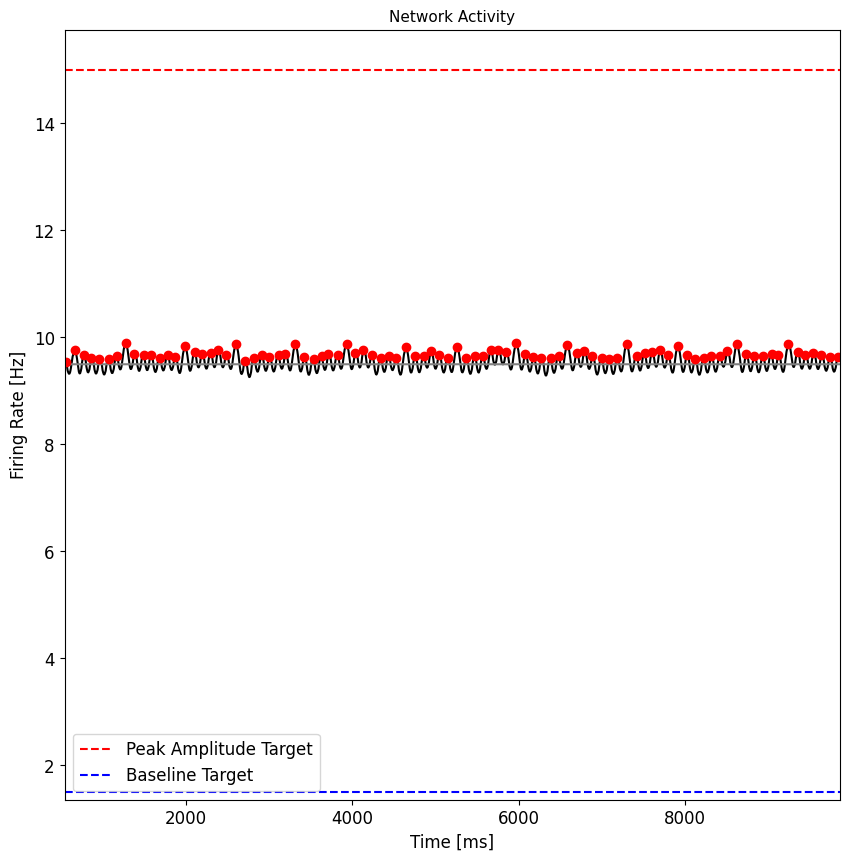 Network Activity
Firing Rate [Hz]
14
12
10
8
6
4
2
Peak Amplitude Target
Baseline Target
2000 4000 6000 8000
Time [ms]